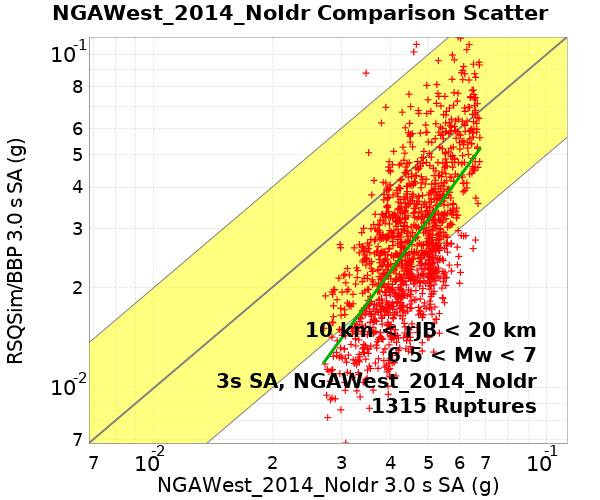 NGAWest_2014_NoIdr Comparison Scatter
10-1
8
6
5
4
3
2
10-2
7
RSQSim/BBP 3.0 s SA (g)
10 km < rJB < 20 km
6.5 < Mw < 7
3s SA, NGAWest_2014_NoIdr
1315 Ruptures
7 10-2 2 3 4 5 6 7 10-1
NGAWest_2014_NoIdr 3.0 s SA (g)